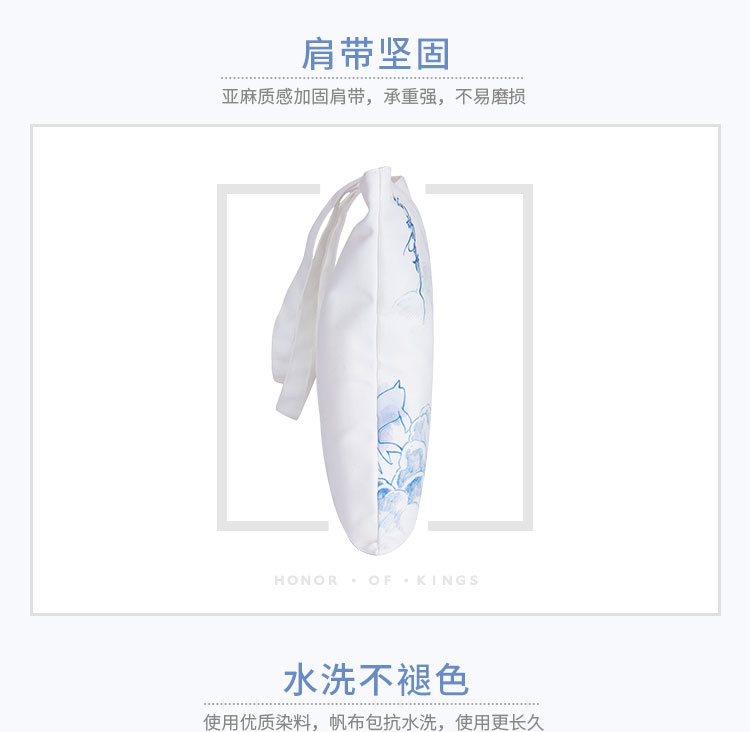 肩带坚固
亚麻质感加固肩带，承重强，不易磨损
HONOR · OF · KINGS
水洗不褪色
使用优质染料，帆布包抗水洗，使用更长久